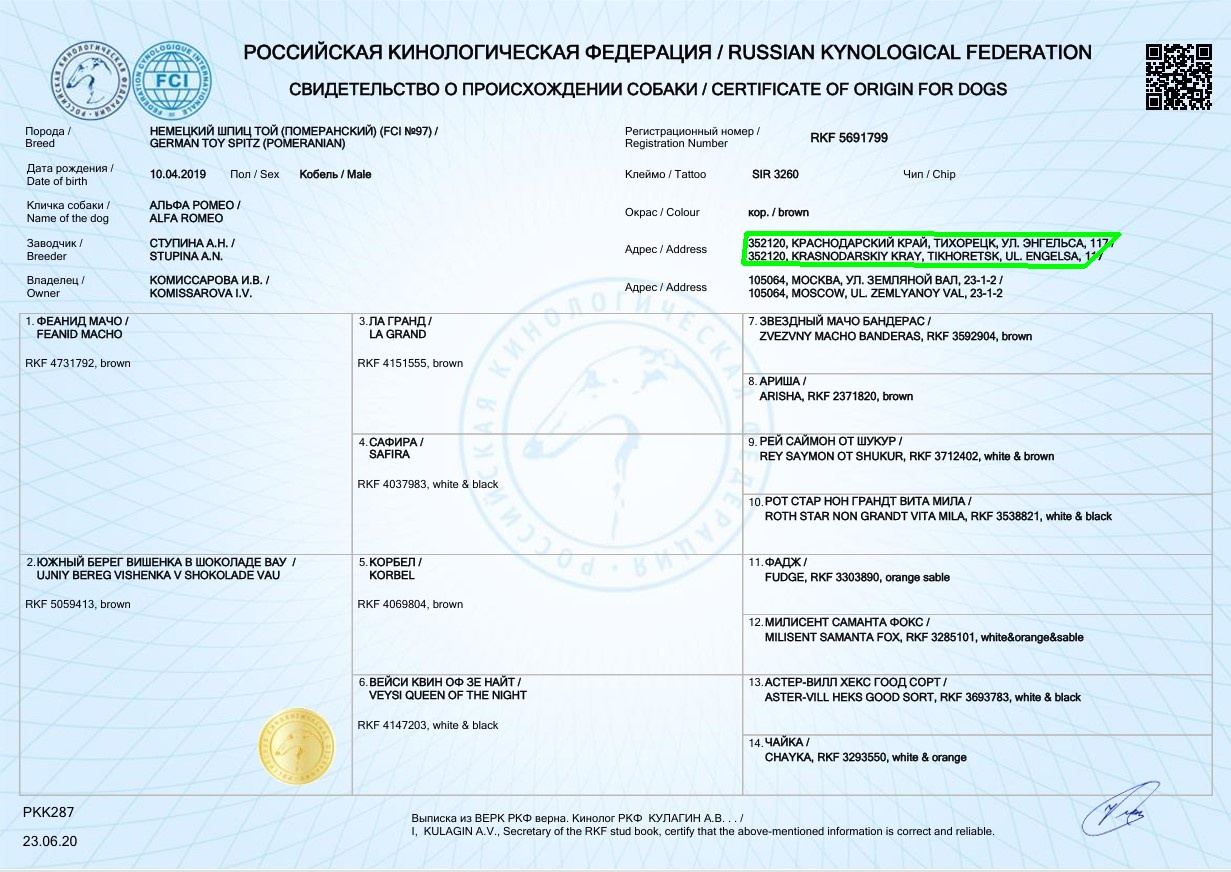 РОССИЙСКАЯ КИНОЛОГИЧЕСКАЯ ФЕДЕРАЦИЯ / RUSSIAN KYNOLOGICAL FEDERATION
СВИДЕТЕЛЬСТВО О ПРОИСХОЖДЕНИИ СОБАКИ / CERTIFICATE OF ORIGIN FOR DOGS
FCI
Порода /
Breed
НЕМЕЦКИЙ ШПИЦ ТОЙ (ПОМЕРАНСКИЙ) (FCI №97) /
GERMAN TOY SPITZ (POMERANIAN)
Регистрационный номер /
Registration Number
RKF 5691799
Дата рождения /
Date of birth
10.04.2019
Пол / Sex
Кобель / Male
Клеймо / Tattoo
SIR 3260
Чип / Chip
Кличка собаки /
Name of the dog
АЛЬФА РОМЕО /
ALFA ROMEO
Окрас / Colour
кор. / brown
Заводчик /
Breeder
СТУПИНА А.Н. /
STUPINA A.N.
Адрес / Address
352120, КРАСНОДАРСКИЙ КРАЙ, ТИХОРЕЦК, УЛ. ЭНГЕЛЬСА, 117 /
352120, KRASNODARSKIY KRAY, TIKHORETSK, UL. ENGELSA, 117
Владелец /
Owner
КОМИССАРОВА И.В. /
KOMISSAROVA I.V.
Адрес / Address
105064, МОСКВА, УЛ. ЗЕМЛЯНОЙ ВАЛ, 23-1-2 /
105064, MOSCOW, UL. ZEMLYANOY VAL, 23-1-2
1. ФЕАНИД МАЧО /
FEANID MACHO
RKF 4731792, brown
2. ЮЖНЫЙ БЕРЕГ ВИШЕНКА В ШОКОЛАДЕ ВАУ /
UJNIY BEREG VISHENKA V SHOKOLADE VAU
RKF 5059413, brown
3. ЛА ГРАНД /
LA GRAND
RKF 4151555, brown
4. САФИРА /
SAFIRA
RKF 4037983, white & black
5. КОРБЕЛ /
KORBEL
RKF 4069804, brown
6. ВЕЙСИ КВИН ОФ ЗЕ НАЙТ /
VEYSI QUEEN OF THE NIGHT
RKF 4147203, white & black
7. ЗВЕЗДНЫЙ МАЧО БАНДЕРАС /
ZVEZVNY MACHO BANDERAS, RKF 3592904, brown
8. АРИША /
ARISHA, RKF 2371820, brown
9. РЕЙ САЙМОН ОТ ШУКУР /
REY SAYMON OT SHUKUR, RKF 3712402, white & brown
10. РОТ СТАР НОН ГРАНДТ ВИТА МИЛА /
ROTH STAR NON GRANDT VITA MILA, RKF 3538821, white & black
11. ФАДЖ /
FUDGE, RKF 3303890, orange sable
12. МИЛИСЕНТ САМАНТА ФОКС /
MILISENT SAMANTA FOX, RKF 3285101, white&orange&sable
13. АСТЕР-ВИЛЛ ХЕКС ГООД СОРТ /
ASTER-VILL HEKS GOOD SORT, RKF 3693783, white & black
14. ЧАЙКА /
CHAYKA, RKF 3293550, white & orange
РОССИЙСКАЯ КИНОЛОГИЧЕСКАЯ ФЕДЕРАЦИЯ
PKK287
23.06.20
Выписка из ВЕРК РКФ верна. Кинолог РКФ КУЛАГИН А.В. . . /
I, KULAGIN A.V., Secretary of the RKF stud book, certify that the above-mentioned information is correct and reliable.